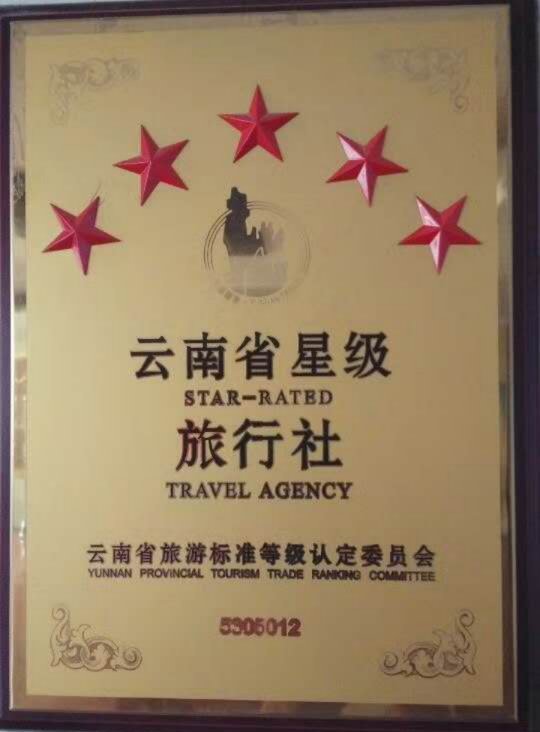 云南省星级
STAR-RATED
旅行社
TRAVEL AGENCY
云南省旅游标准等级认定委员会
YUNNAN PROVINCIAL TOURISM TRADE RANKING COMMITTEE
5305012